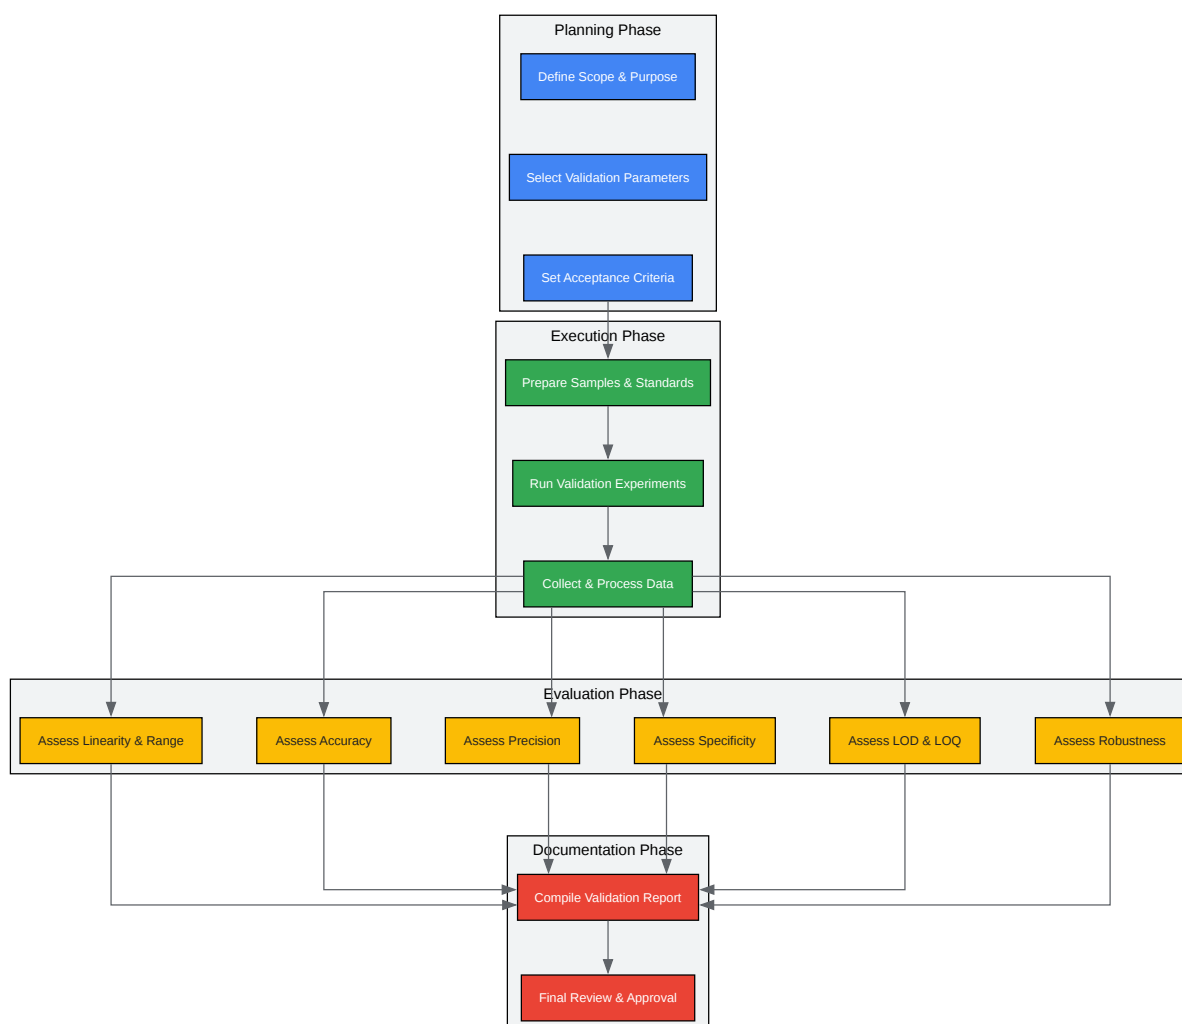 Planning Phase
Define Scope & Purpose
Select Validation Parameters
Set Acceptance Criteria
Execution Phase
Prepare Samples & Standards
Run Validation Experiments
Collect & Process Data
Evaluation Phase
Assess Linearity & Range
Assess Accuracy
Assess Precision
Assess Specificity
Assess LOD & LOQ
Assess Robustness
Documentation Phase
Compile Validation Report
Final Review & Approval